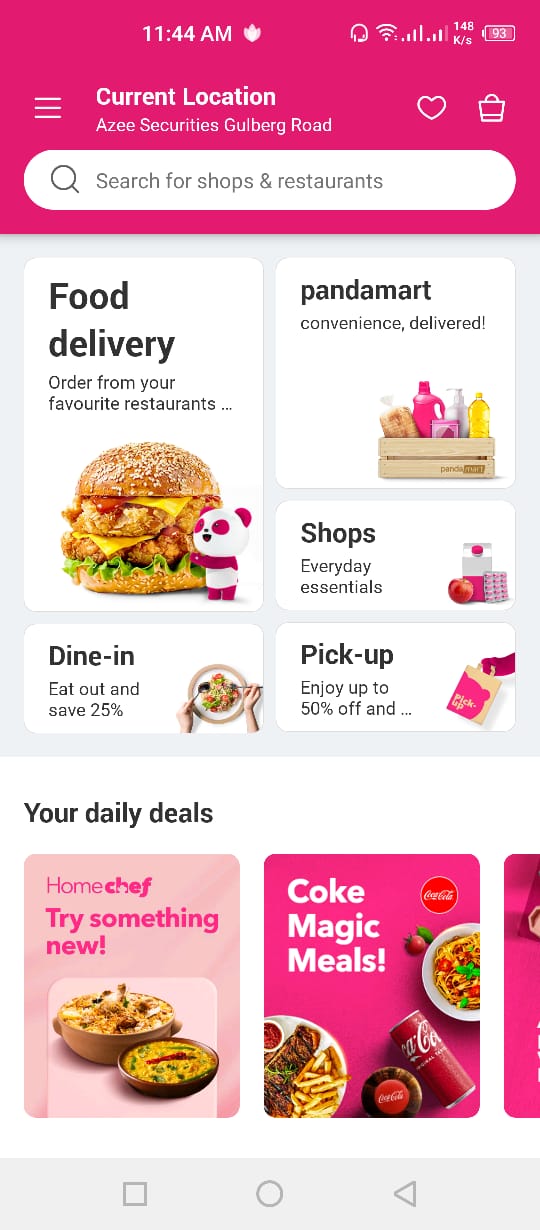 11:44 AM
148
K/s
93
Current Location
Azee Securities Gulberg Road
Search for shops & restaurants
Food
delivery
Order from your
favourite restaurants ...
pandamart
convenience, delivered!
pandamart
Shops
Everyday
essentials
Dine-in
Eat out and
save 25%
Pick-up
Enjoy up to
50% off and ...
Pick-
up
Your daily deals
Homechef
Try something
new!
Coke
Magic
Meals!
Coca-Cola
Coca-C
ORIGINAL TASTE
Coca-Cola